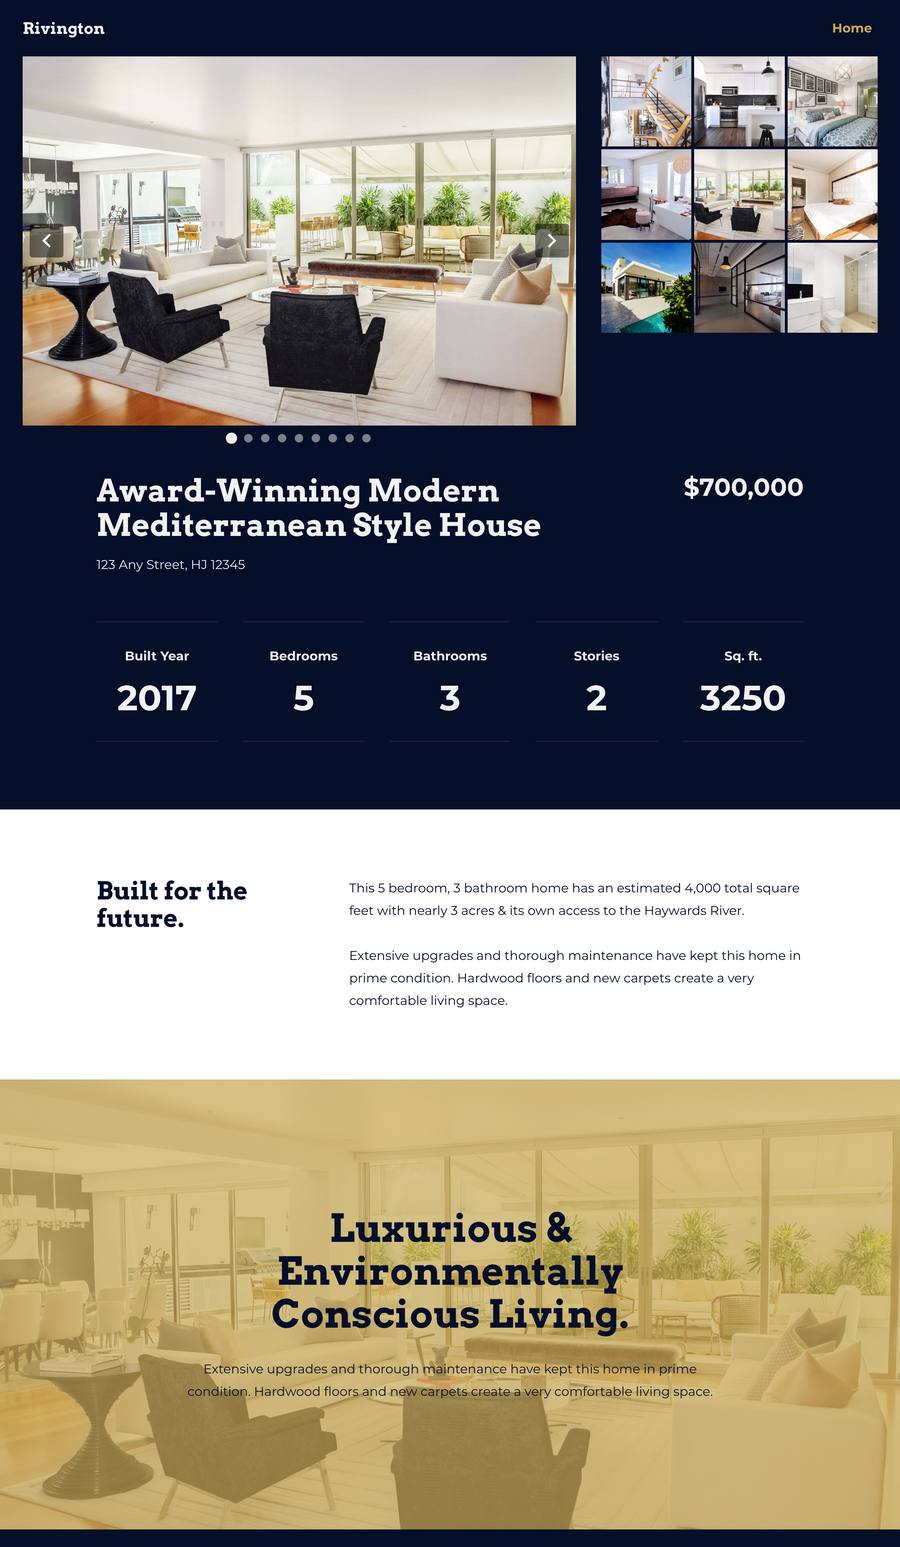 Rivington
Home
Award-Winning Modern
Mediterranean Style House
$700,000
123 Any Street, HJ 12345
Built Year
Bedrooms
Bathrooms
Stories
Sq. ft.
2017
5
3
2
3250
Built for the
future.
This 5 bedroom, 3 bathroom home has an estimated 4,000 total square
feet with nearly 3 acres & its own access to the Haywards River.
Extensive upgrades and thorough maintenance have kept this home in
prime condition. Hardwood floors and new carpets create a very
comfortable living space.
Luxurious &
Environmentally
Conscious Living.
Extensive upgrades and thorough maintenance have kept this home in prime
condition. Hardwood floors and new carpets create a very comfortable living space.